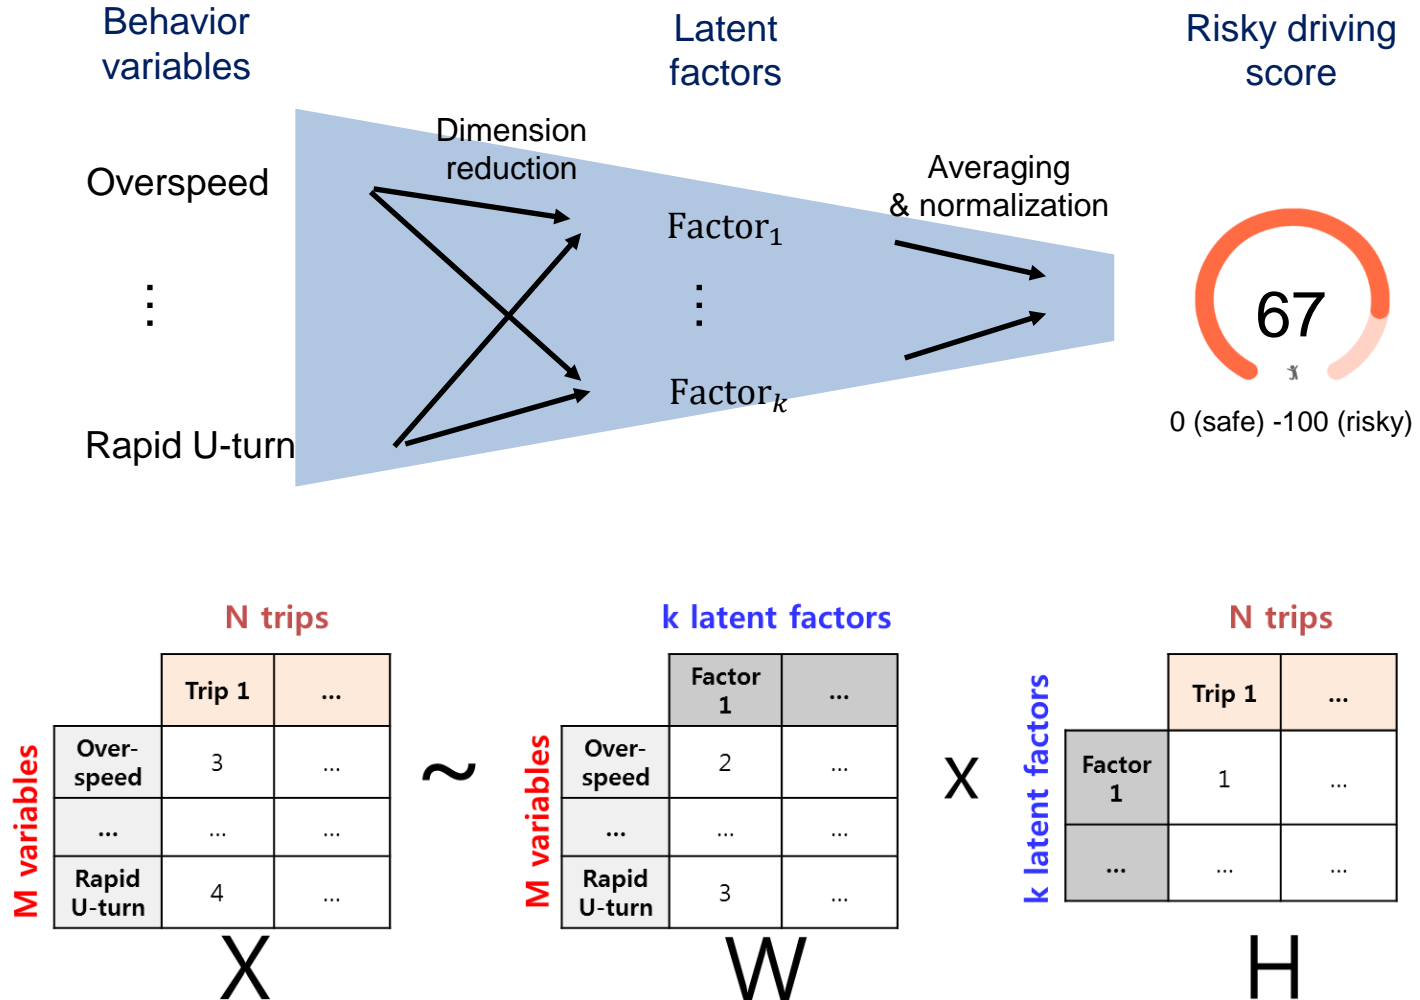 Behavior
variables
Latent
factors
Risky driving
score
Dimension
reduction
Averaging
& normalization
Overspeed
⋮
Rapid U-turn
Factor₁
⋮
Factorₖ
67
0 (safe) -100 (risky)
N trips
Trip 1 ...
M variables
Over-
speed 3 ...
... ... ...
Rapid
U-turn 4 ...
X
~
k latent factors
Factor
1 ...
M variables
Over-
speed 2 ...
... ... ...
Rapid
U-turn 3 ...
W
X
N trips
Trip 1 ...
k latent factors
Factor
1 1 ...
... ... ...
H